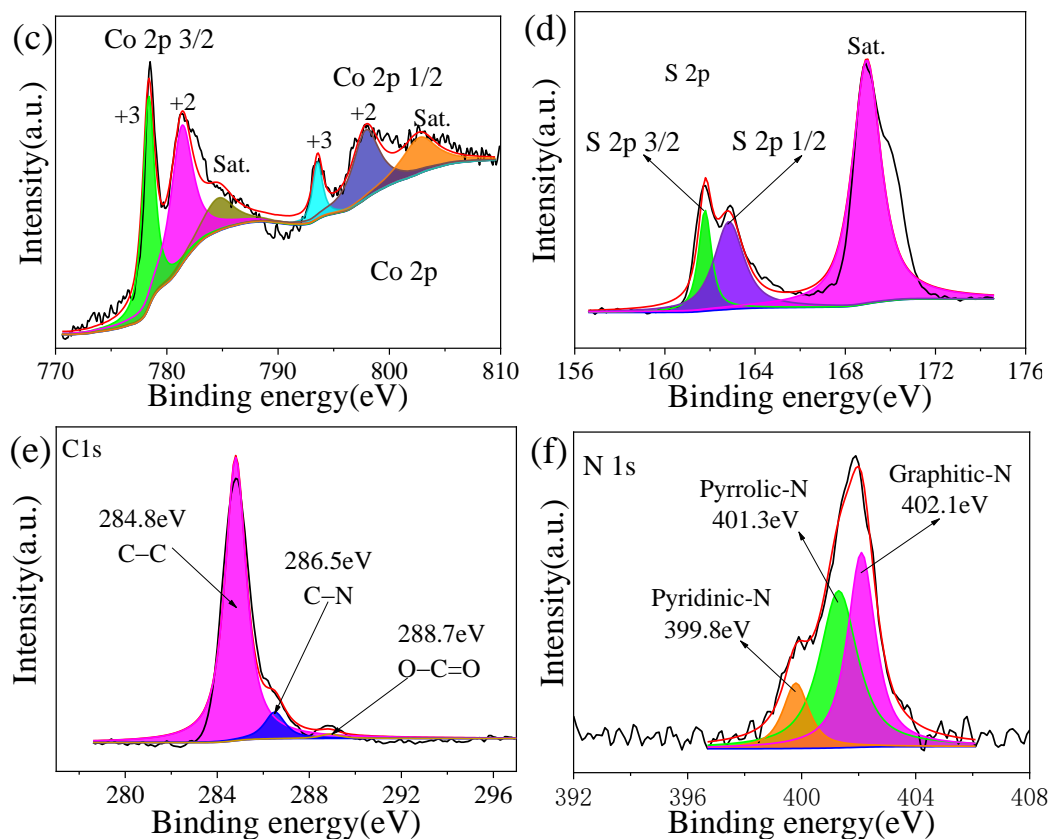 (c)
Co 2p 3/2
+3
+2
Sat.
Co 2p 1/2
+3
+2
Sat.
Co 2p
Intensity(a.u.)
770
780
790
800
810
Binding energy(eV)
(d)
S 2p
Sat.
S 2p 3/2
S 2p 1/2
Intensity(a.u.)
156
160
164
168
172
176
Binding energy(eV)
(e)
C1s
284.8eV
C–C
286.5eV
C–N
288.7eV
O–C=O
Intensity(a.u.)
280
284
288
292
296
Binding energy(eV)
(f)
N 1s
Pyrrolic-N
401.3eV
Graphitic-N
402.1eV
Pyridinic-N
399.8eV
Intensity(a.u.)
392
396
400
404
408
Binding energy(eV)